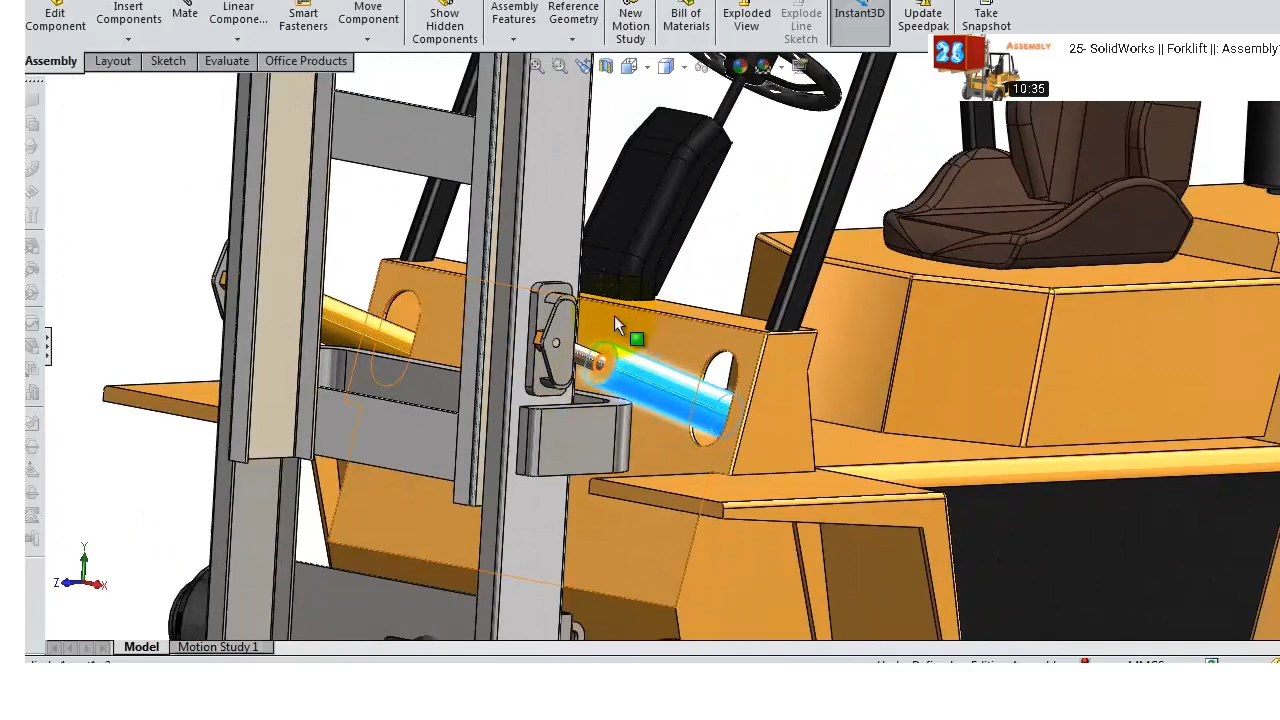 Edit Component
Insert Components
Mate
Linear Compone...
Smart Fasteners
Move Component
Show Hidden Components
Assembly Features
Reference Geometry
New Motion Study
Bill of Materials
Exploded View
Explode Line Sketch
Instant3D
Update Speedpak
Take Snapshot
25 Assembly
25- SolidWorks || Forklift ||: Assembly
10:35
Assembly Layout Sketch Evaluate Office Products
Y
Z X
Model Motion Study 1